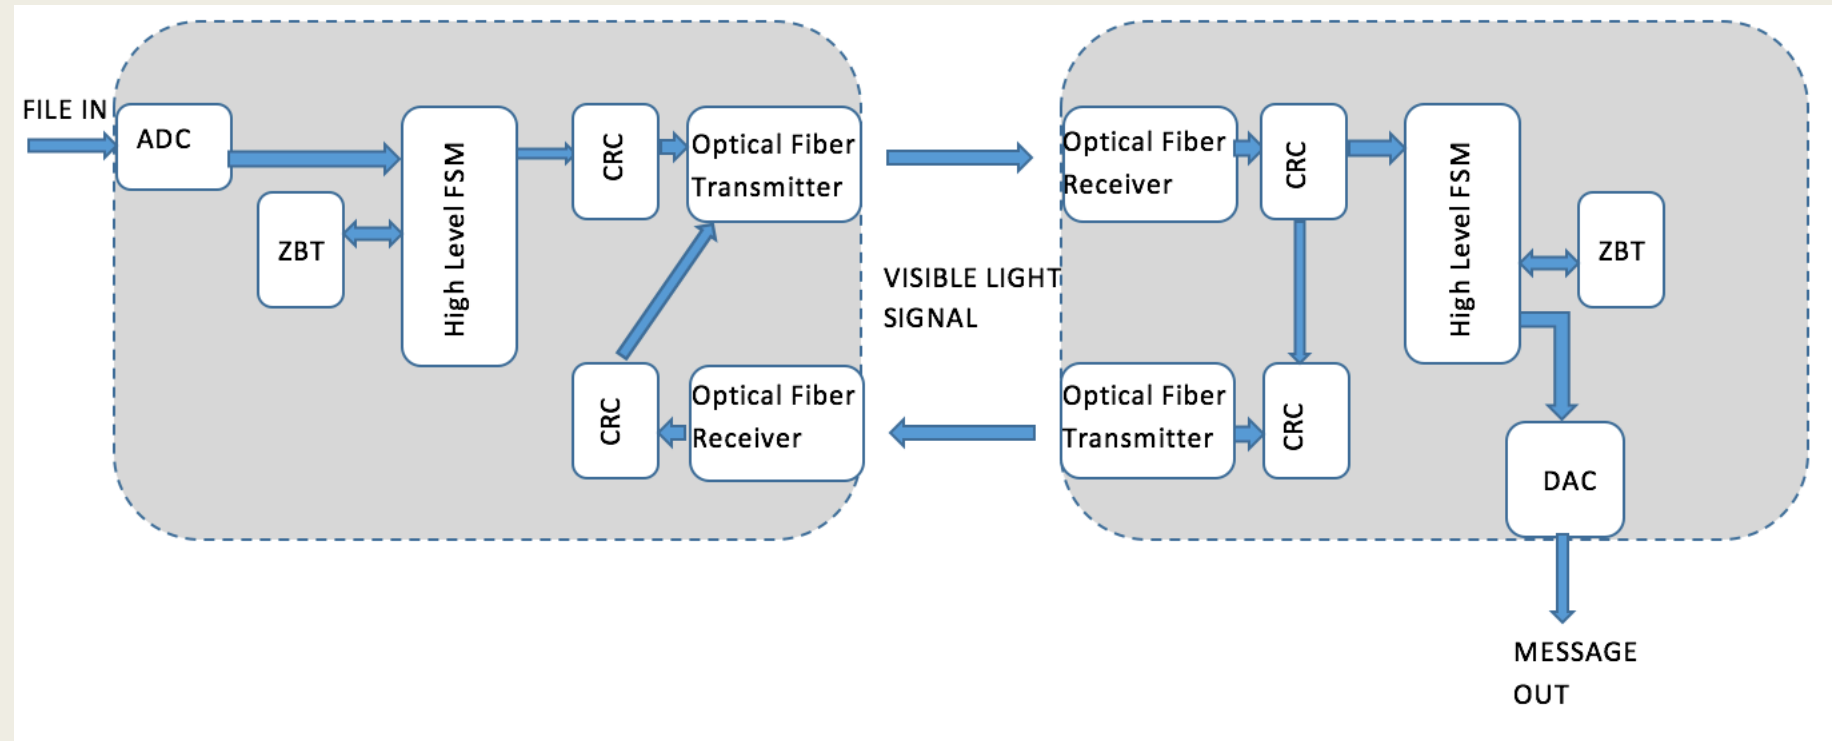 FILE IN
ADC
ZBT
High Level FSM
CRC
Optical Fiber
Transmitter
CRC
Optical Fiber
Receiver
VISIBLE LIGHT
SIGNAL
Optical Fiber
Receiver
CRC
High Level FSM
ZBT
Optical Fiber
Transmitter
CRC
DAC
MESSAGE
OUT